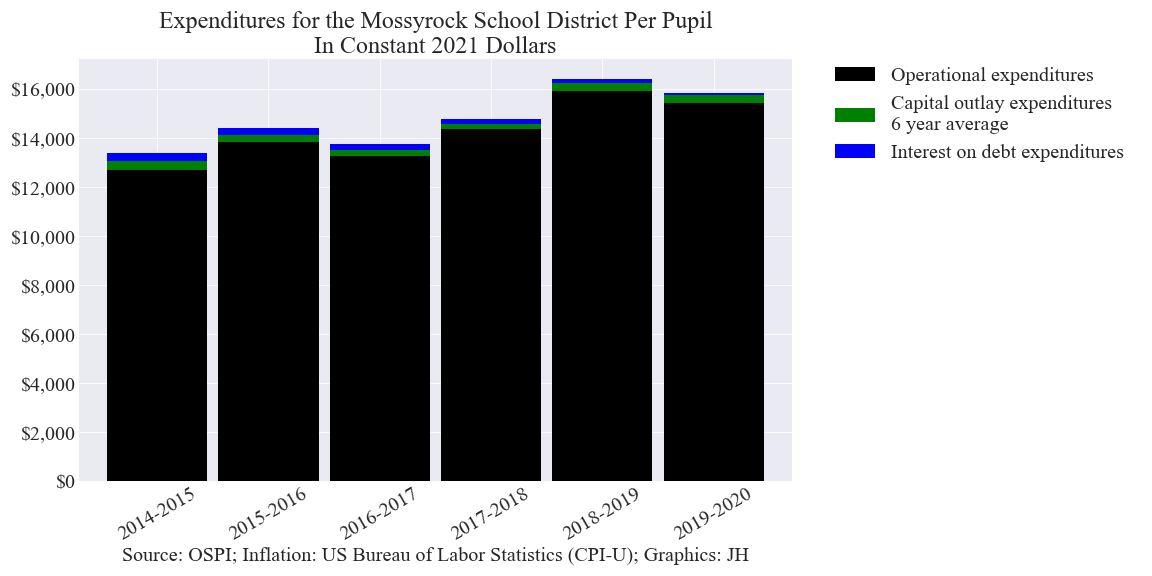 Expenditures for the Mossyrock School District Per Pupil
In Constant 2021 Dollars
$16,000
$14,000
$12,000
$10,000
$8,000
$6,000
$4,000
$2,000
$0
2014-2015
2015-2016
2016-2017
2017-2018
2018-2019
2019-2020
Source: OSPI; Inflation: US Bureau of Labor Statistics (CPI-U); Graphics: JH
Operational expenditures
Capital outlay expenditures
6 year average
Interest on debt expenditures